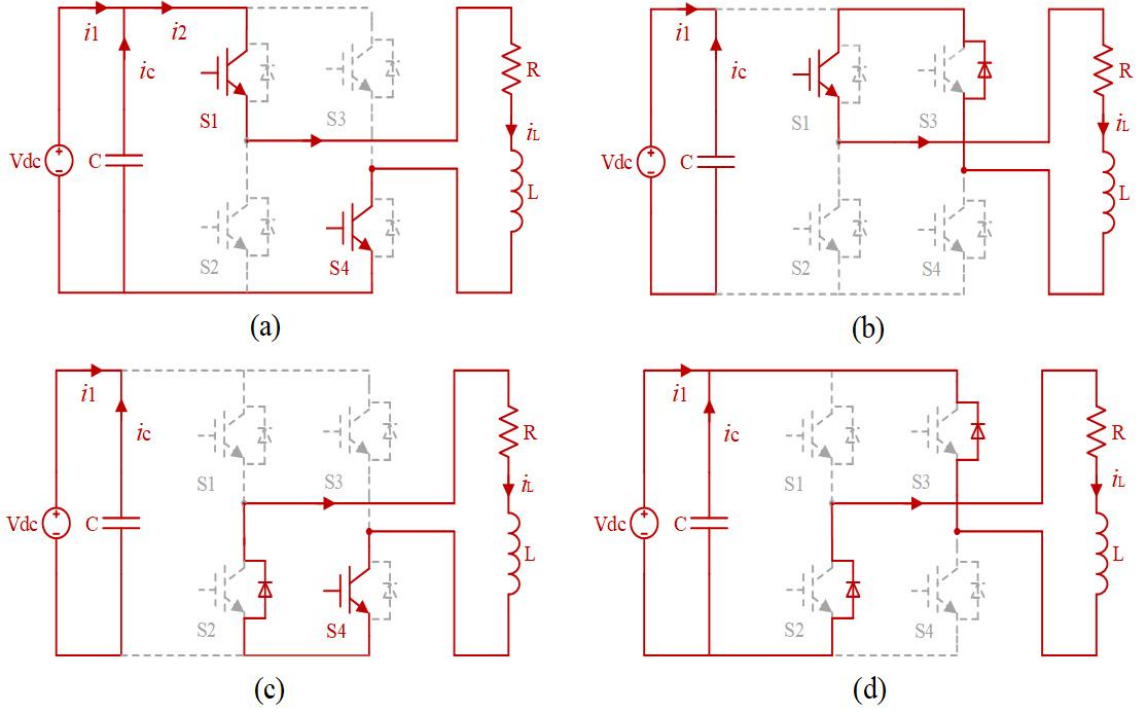 i1 i2
ic
S1
S3
R
iL
Vdc
C
L
S2
S4
(a)
i1
ic
S1
S3
R
iL
Vdc
C
L
S2
S4
(b)
i1
ic
S1
S3
R
iL
Vdc
C
L
S2
S4
(c)
i1
ic
S1
S3
R
iL
Vdc
C
L
S2
S4
(d)